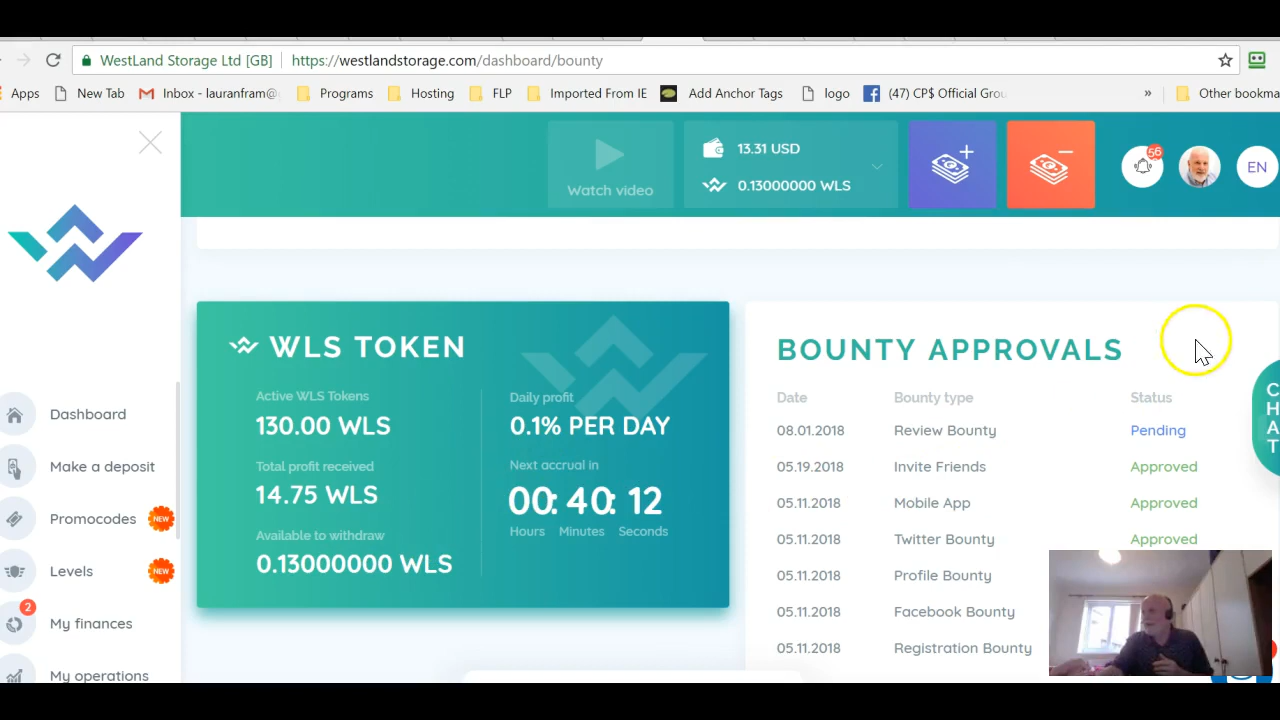 WestLand Storage Ltd [GB]
https://westlandstorage.com/dashboard/bounty
Apps
New Tab
Inbox - lauranfram@
Programs
Hosting
FLP
Imported From IE
Add Anchor Tags
logo
(47) CP$ Official Grou
»
Other bookma
Watch video
13.31 USD
0.13000000 WLS
56
EN
WLS TOKEN
Active WLS Tokens
130.00 WLS
Total profit received
14.75 WLS
Available to withdraw
0.13000000 WLS
Daily profit
0.1% PER DAY
Next accrual in
00: 40: 12
Hours Minutes Seconds
BOUNTY APPROVALS
Date Bounty type Status
08.01.2018 Review Bounty Pending
05.19.2018 Invite Friends Approved
05.11.2018 Mobile App Approved
05.11.2018 Twitter Bounty Approved
05.11.2018 Profile Bounty
05.11.2018 Facebook Bounty
05.11.2018 Registration Bounty
CHAT
Dashboard
Make a deposit
Promocodes NEW
Levels NEW
2
My finances
My operations